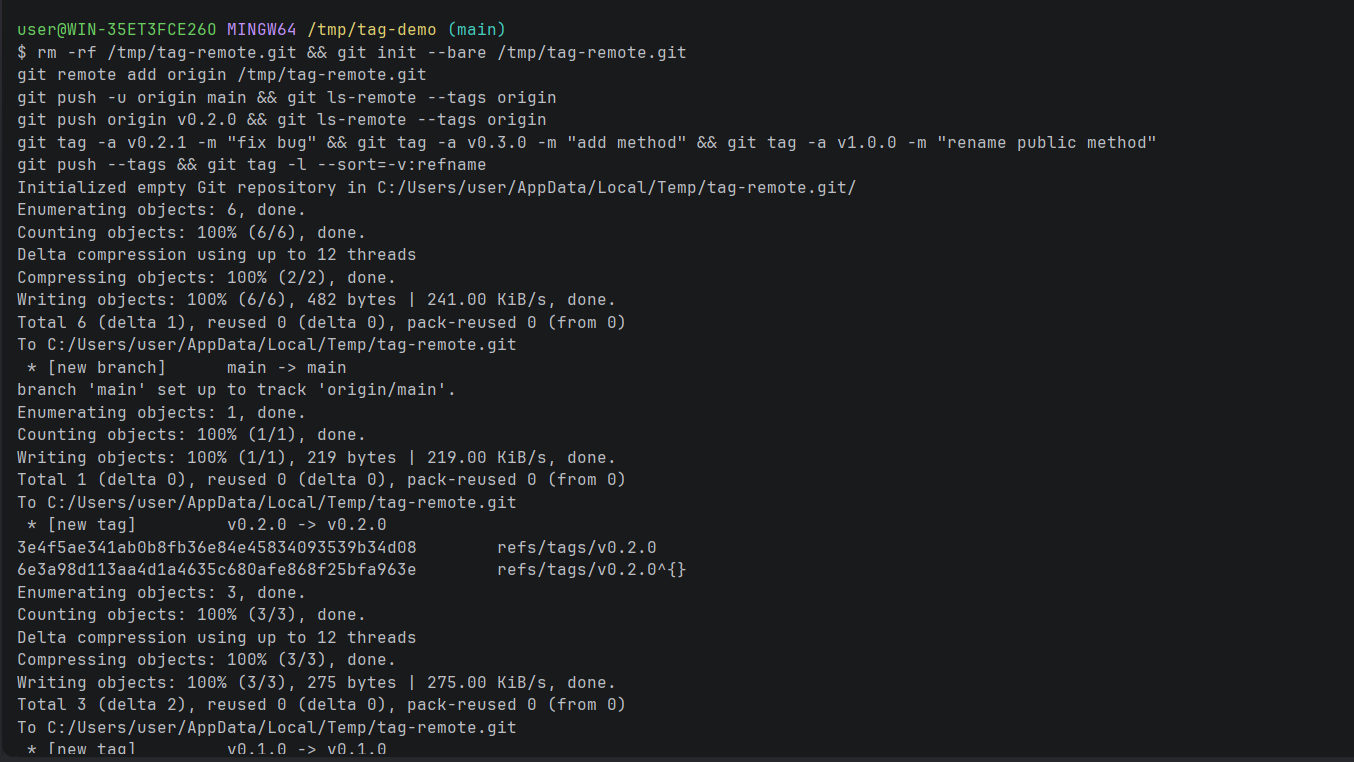 user@WIN-35ET3FCE26O MINGW64 /tmp/tag-demo (main)
$ rm -rf /tmp/tag-remote.git && git init --bare /tmp/tag-remote.git
git remote add origin /tmp/tag-remote.git
git push -u origin main && git ls-remote --tags origin
git push origin v0.2.0 && git ls-remote --tags origin
git tag -a v0.2.1 -m "fix bug" && git tag -a v0.3.0 -m "add method" && git tag -a v1.0.0 -m "rename public method"
git push --tags && git tag -l --sort=-v:refname
Initialized empty Git repository in C:/Users/user/AppData/Local/Temp/tag-remote.git/
Enumerating objects: 6, done.
Counting objects: 100% (6/6), done.
Delta compression using up to 12 threads
Compressing objects: 100% (2/2), done.
Writing objects: 100% (6/6), 482 bytes | 241.00 KiB/s, done.
Total 6 (delta 1), reused 0 (delta 0), pack-reused 0 (from 0)
To C:/Users/user/AppData/Local/Temp/tag-remote.git
 * [new branch]      main -> main
branch 'main' set up to track 'origin/main'.
Enumerating objects: 1, done.
Counting objects: 100% (1/1), done.
Writing objects: 100% (1/1), 219 bytes | 219.00 KiB/s, done.
Total 1 (delta 0), reused 0 (delta 0), pack-reused 0 (from 0)
To C:/Users/user/AppData/Local/Temp/tag-remote.git
 * [new tag]         v0.2.0 -> v0.2.0
3e4f5ae341ab0b8fb36e84e45834093539b34d08        refs/tags/v0.2.0
6e3a98d113aa4d1a4635c680afe868f25bfa963e        refs/tags/v0.2.0^{}
Enumerating objects: 3, done.
Counting objects: 100% (3/3), done.
Delta compression using up to 12 threads
Compressing objects: 100% (3/3), done.
Writing objects: 100% (3/3), 275 bytes | 275.00 KiB/s, done.
Total 3 (delta 2), reused 0 (delta 0), pack-reused 0 (from 0)
To C:/Users/user/AppData/Local/Temp/tag-remote.git
 * [new tag]         v0.1.0 -> v0.1.0